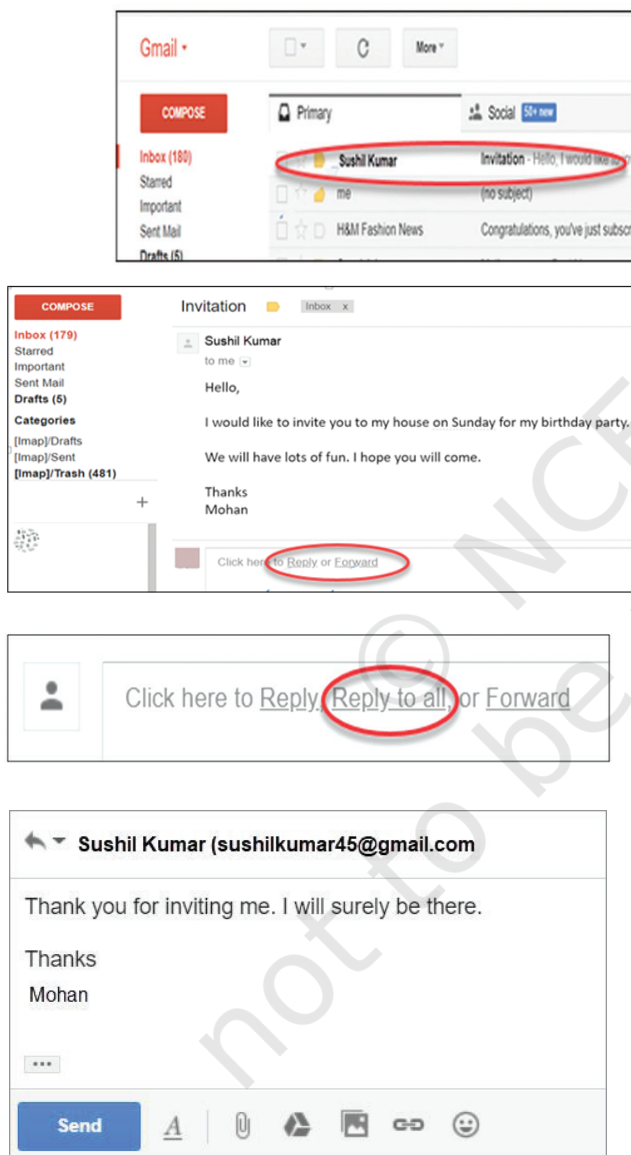 Gmail
More
COMPOSE
Primary
Social 50+ new
Inbox (180)
Sushil Kumar Invitation - Hello, I would like to
Starred
me (no subject)
Important
Sent Mail
H&M Fashion News Congratulations, you've just subscr
Drafts (5)
COMPOSE
Invitation Inbox x
Inbox (179)
Starred
Important
Sent Mail
Drafts (5)
Categories
[Imap]/Drafts
[Imap]/Sent
[Imap]/Trash (481)
+
Sushil Kumar
to me
Hello,
I would like to invite you to my house on Sunday for my birthday party.
We will have lots of fun. I hope you will come.
Thanks
Mohan
Click here to Reply or Forward
Click here to Reply, Reply to all, or Forward
Sushil Kumar (sushilkumar45@gmail.com
Thank you for inviting me. I will surely be there.
Thanks
Mohan
...
Send A
© NCE
not to be